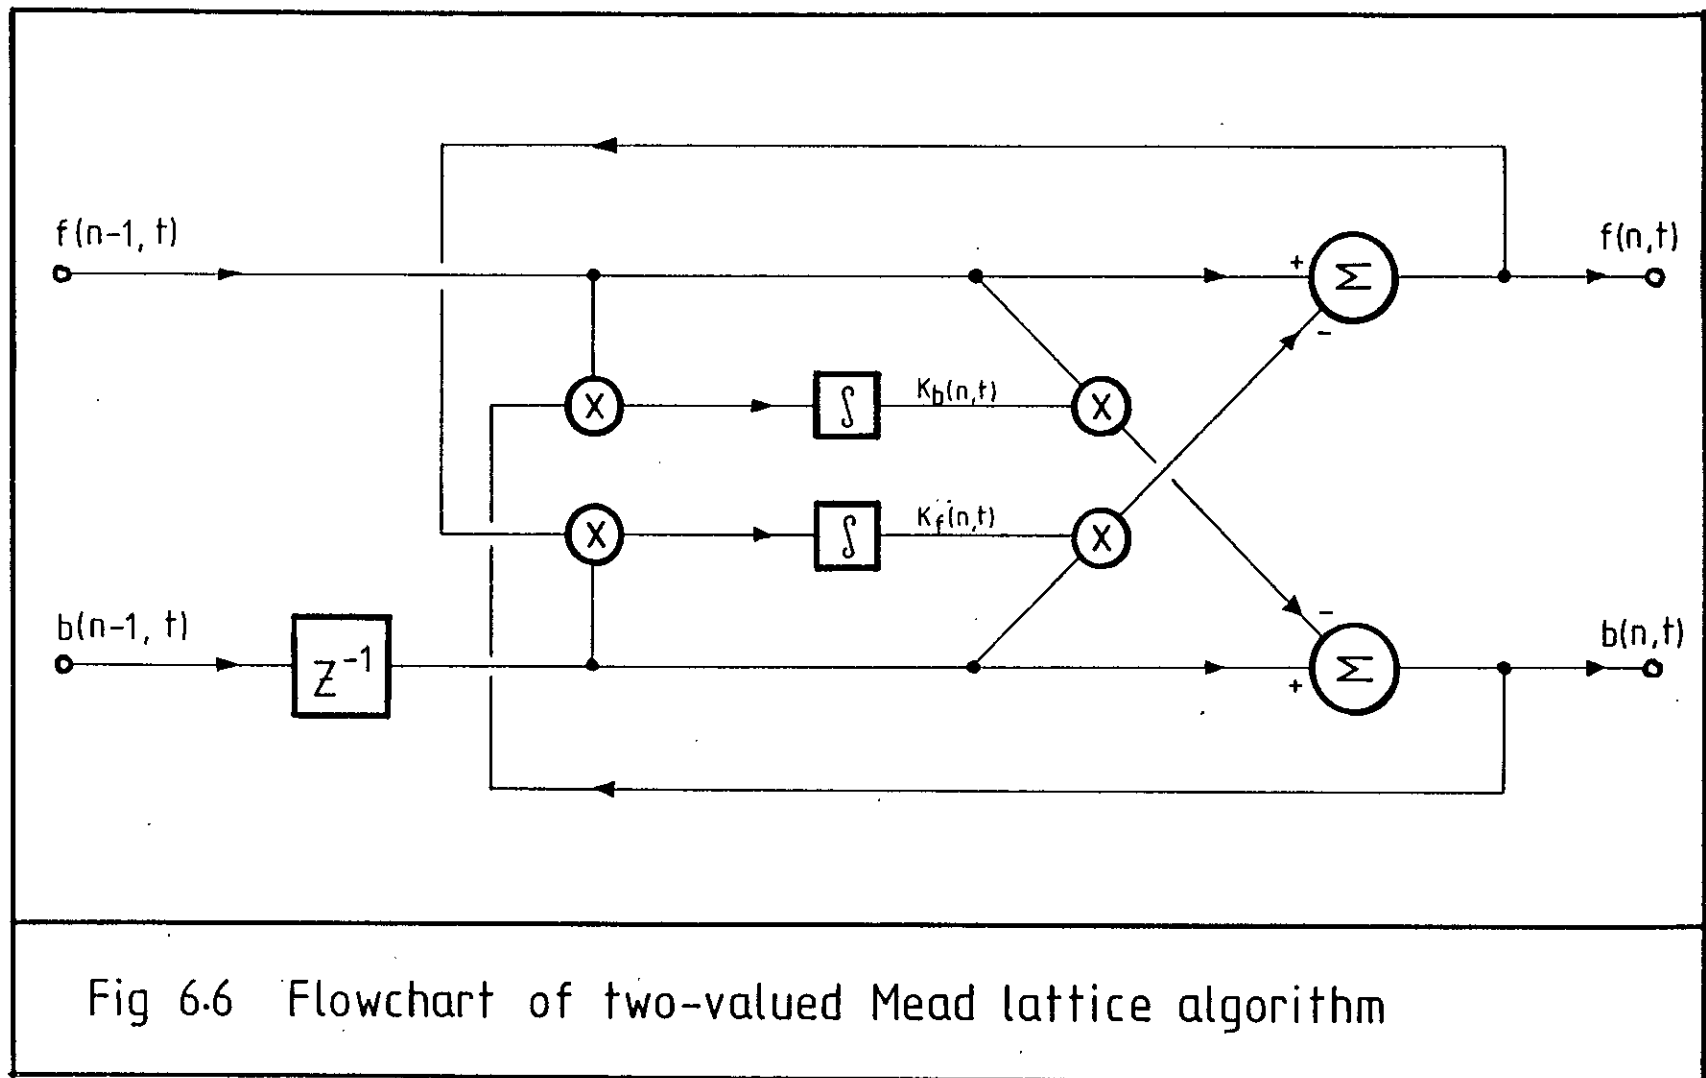 f(n-1, t)
f(n,t)
+
Σ
-
X
∫
K_b(n,t)
X
X
∫
K_f(n,t)
X
b(n-1, t)
Z^-1
-
b(n,t)
+
Σ
Fig 6.6 Flowchart of two-valued Mead lattice algorithm